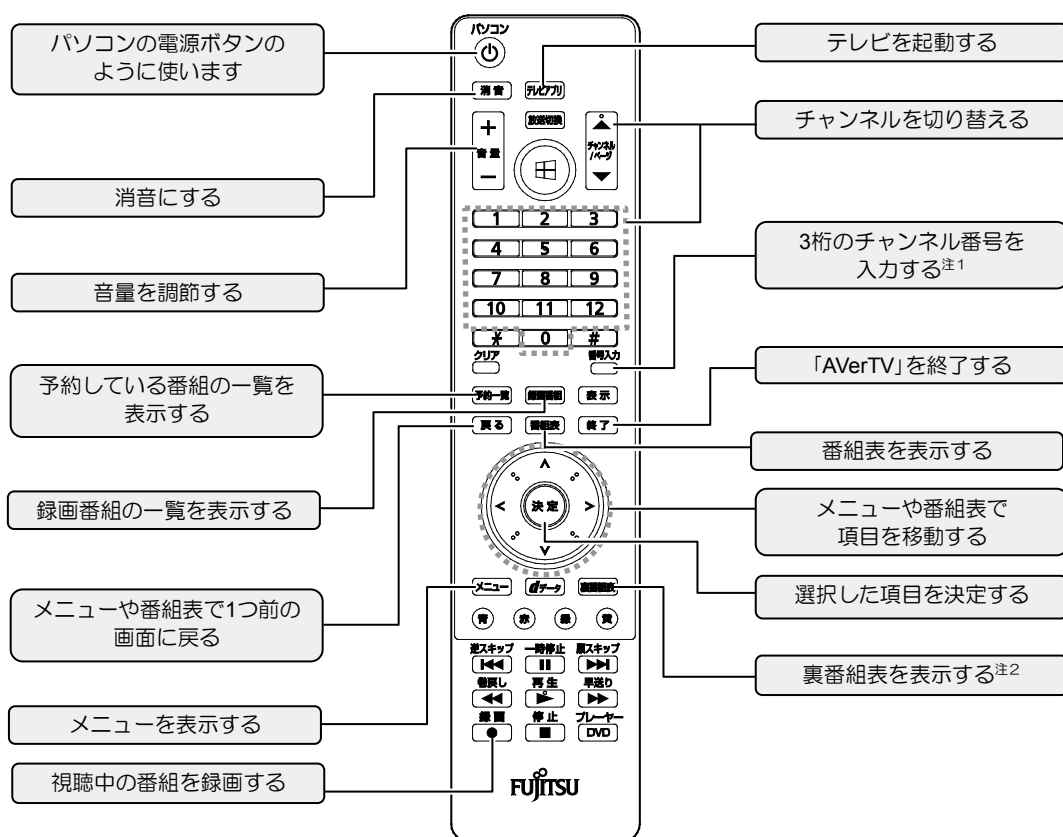 パソコンの電源ボタンの
ように使います
消音にする
音量を調節する
予約している番組の一覧を
表示する
録画番組の一覧を表示する
メニューや番組表で1つ前の
画面に戻る
メニューを表示する
視聴中の番組を録画する
パソコン
消音 テレビアプリ
放送切換
+
音量
−
チャンネル
/ページ
1 2 3
4 5 6
7 8 9
10 11 12
* 0 #
クリア 番号入力
予約一覧 録画番組 表示
戻る 番組表 終了
決定
メニュー dデータ 裏番組表
青 赤 緑 黄
逆スキップ 一時停止 順スキップ
巻戻し 再生 早送り
録画 停止 プレーヤー
DVD
FUJITSU
テレビを起動する
チャンネルを切り替える
3桁のチャンネル番号を
入力する注1
「AVerTV」を終了する
番組表を表示する
メニューや番組表で
項目を移動する
選択した項目を決定する
裏番組表を表示する注2